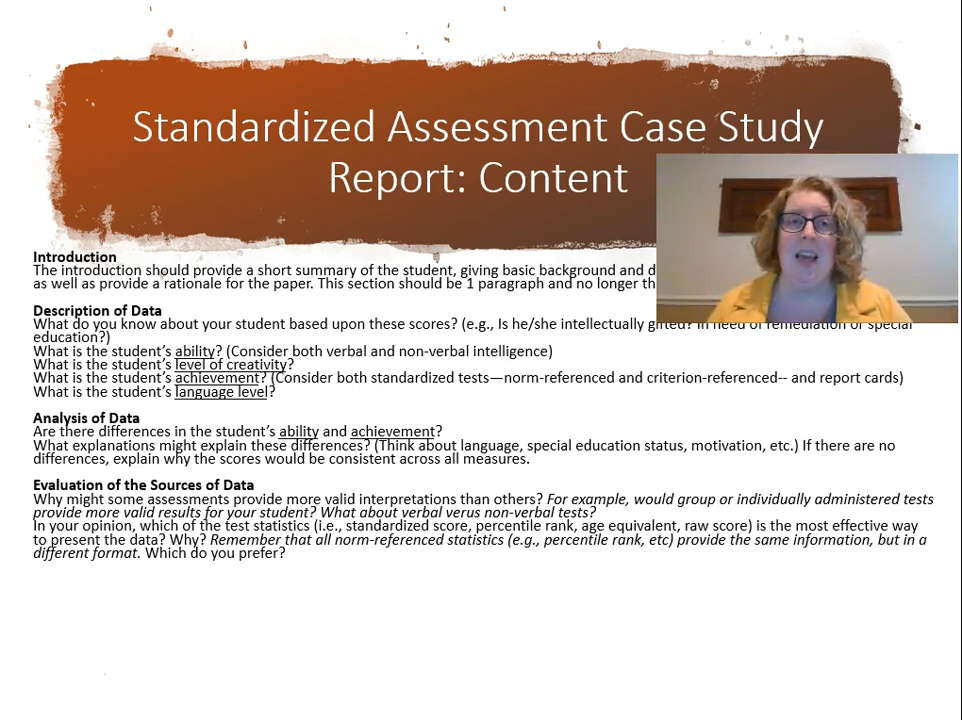 Standardized Assessment Case Study
Report: Content
Introduction
The introduction should provide a short summary of the student, giving basic background and d
as well as provide a rationale for the paper. This section should be 1 paragraph and no longer th
Description of Data
What do you know about your student based upon these scores? (e.g., Is he/she intellectually gifted? In need of remediation or special
education?)
What is the student's ability? (Consider both verbal and non-verbal intelligence)
What is the student's level of creativity?
What is the student's achievement? (Consider both standardized tests—norm-referenced and criterion-referenced-- and report cards)
What is the student's language level?
Analysis of Data
Are there differences in the student's ability and achievement?
What explanations might explain these differences? (Think about language, special education status, motivation, etc.) If there are no
differences, explain why the scores would be consistent across all measures.
Evaluation of the Sources of Data
Why might some assessments provide more valid interpretations than others? For example, would group or individually administered tests
provide more valid results for your student? What about verbal verus non-verbal tests?
In your opinion, which of the test statistics (i.e., standardized score, percentile rank, age equivalent, raw score) is the most effective way
to present the data? Why? Remember that all norm-referenced statistics (e.g., percentile rank, etc) provide the same information, but in a
different format. Which do you prefer?